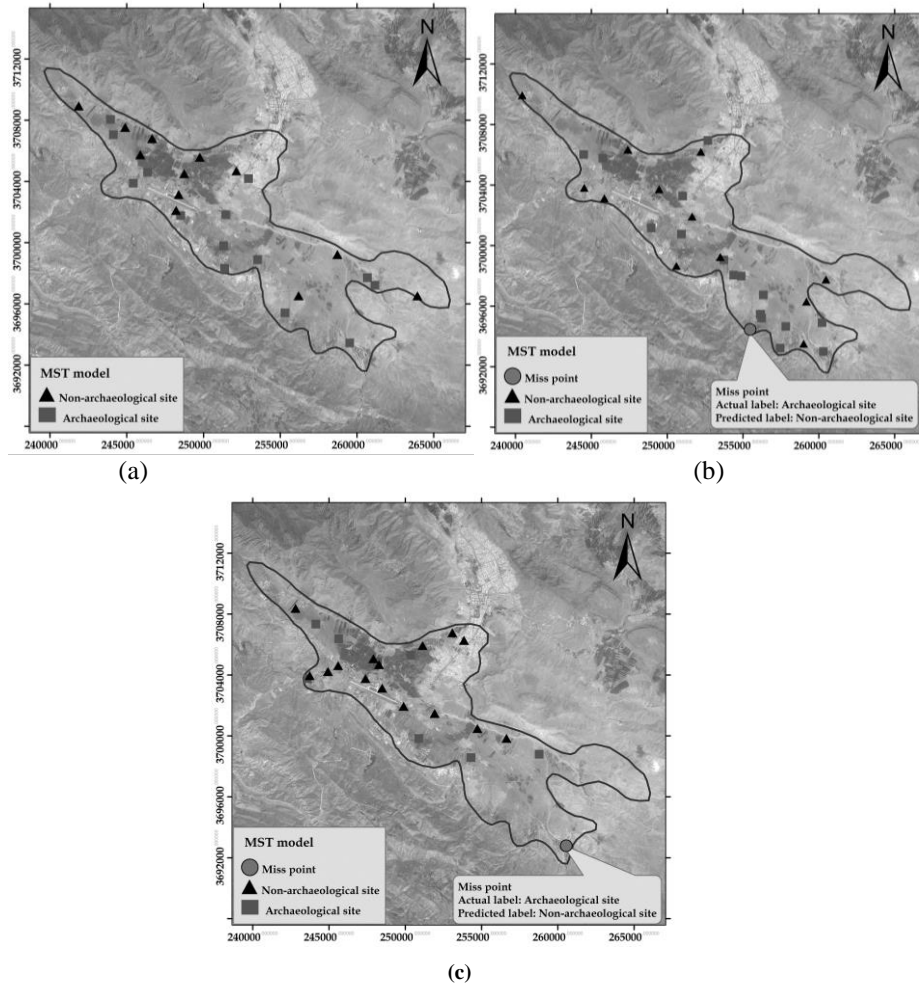 N
3712000
3708000
3704000
3700000
3696000
3692000
MST model
Non-archaeological site
Archaeological site
240000 245000 250000 255000 260000 265000
(a)
N
3712000
3708000
3704000
3700000
3696000
3692000
MST model
Miss point
Non-archaeological site
Archaeological site
Miss point
Actual label: Archaeological site
Predicted label: Non-archaeological site
240000 245000 250000 255000 260000 265000
(b)
N
3712000
3708000
3704000
3700000
3696000
3692000
MST model
Miss point
Non-archaeological site
Archaeological site
Miss point
Actual label: Archaeological site
Predicted label: Non-archaeological site
240000 245000 250000 255000 260000 265000
(c)